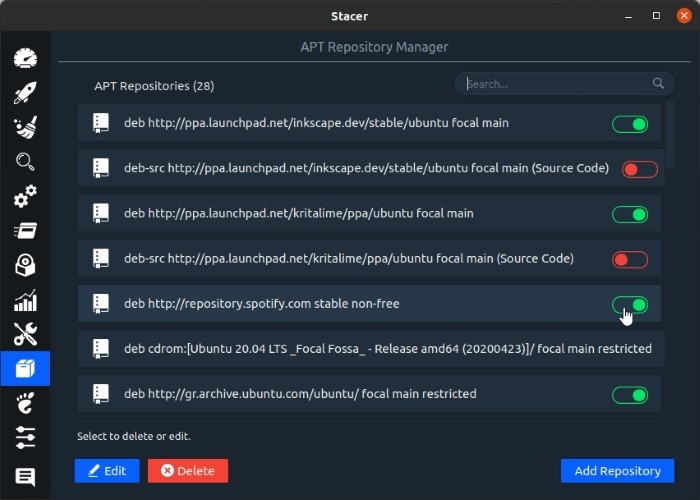 Stacer
APT Repository Manager
APT Repositories (28)
Search...
deb http://ppa.launchpad.net/inkscape.dev/stable/ubuntu focal main
deb-src http://ppa.launchpad.net/inkscape.dev/stable/ubuntu focal main (Source Code)
deb http://ppa.launchpad.net/kritalime/ppa/ubuntu focal main
deb-src http://ppa.launchpad.net/kritalime/ppa/ubuntu focal main (Source Code)
deb http://repository.spotify.com stable non-free
deb cdrom:[Ubuntu 20.04 LTS _Focal Fossa_ - Release amd64 (20200423)]/ focal main restricted
deb http://gr.archive.ubuntu.com/ubuntu/ focal main restricted
Select to delete or edit.
Edit
Delete
Add Repository